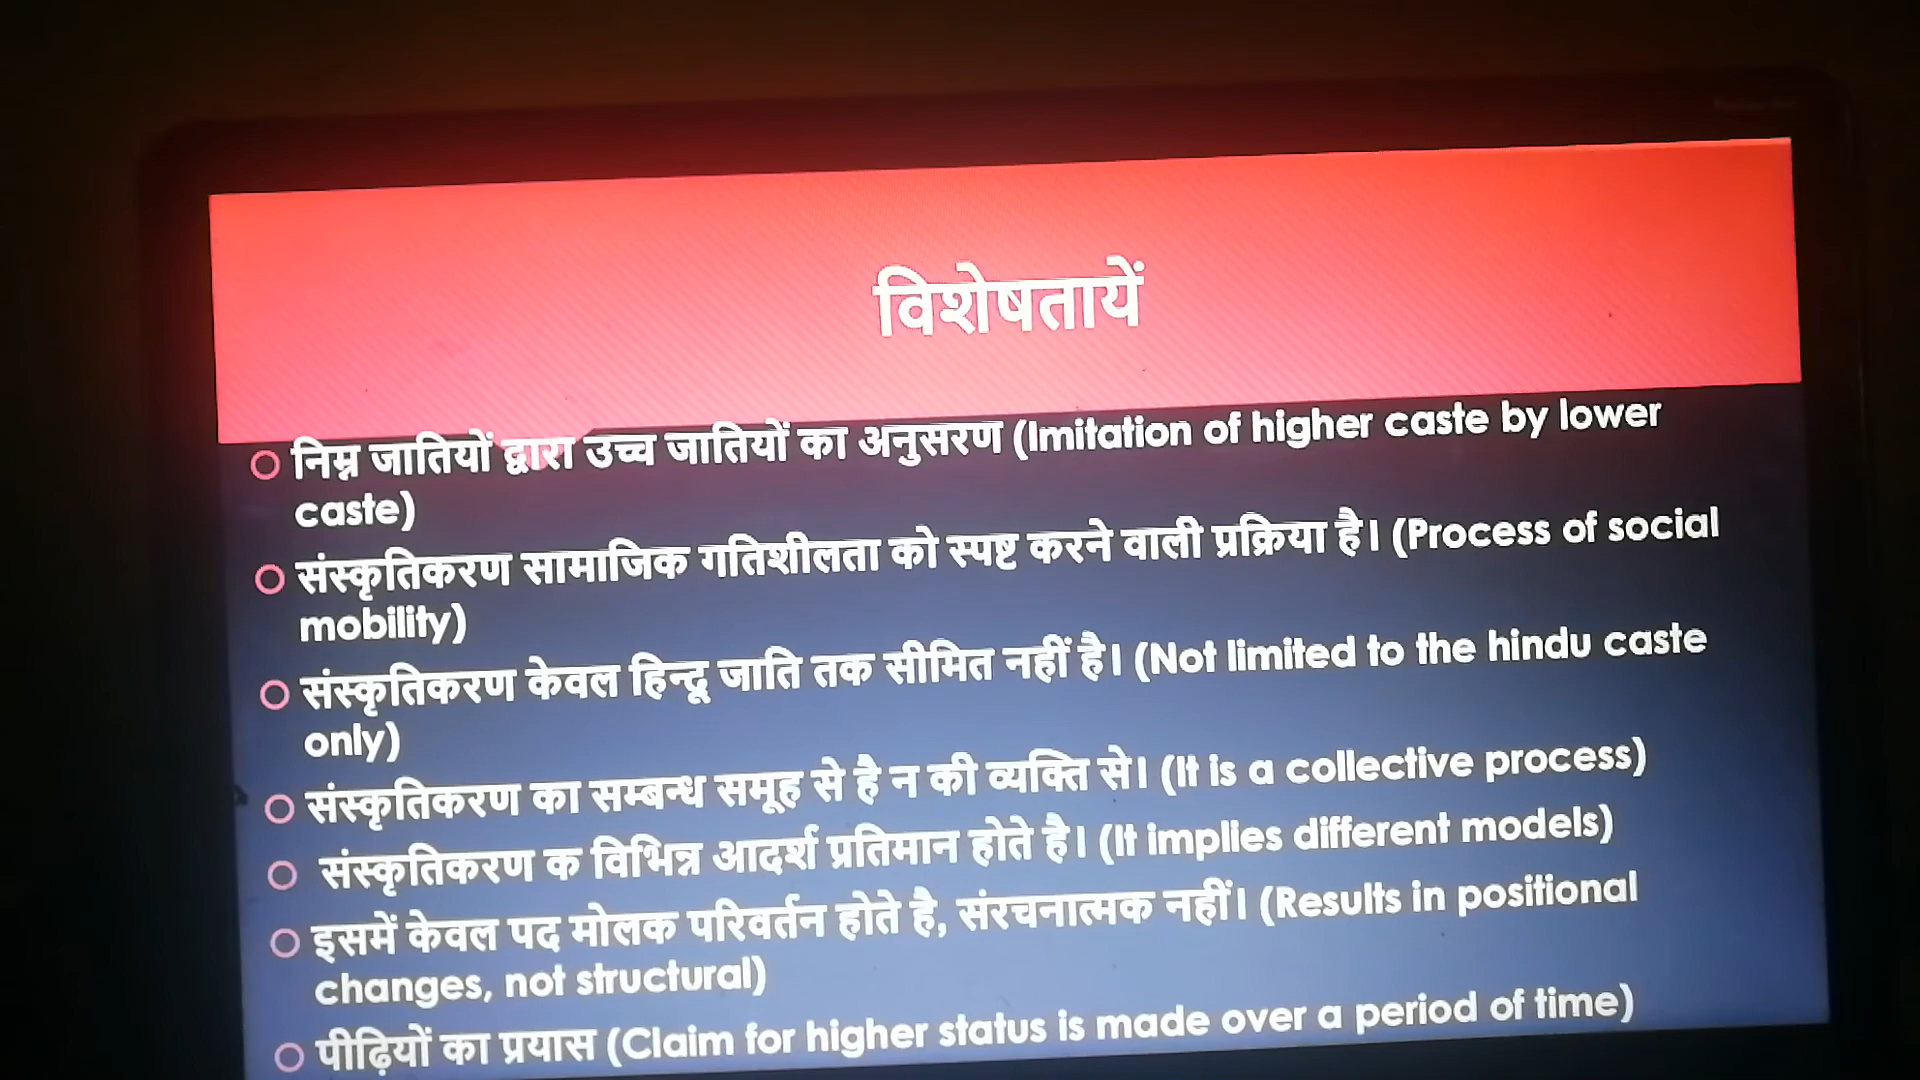 विशेषतायें
निम्न जातियों द्वारा उच्च जातियों का अनुसरण (Imitation of higher caste by lower
caste)
संस्कृतिकरण सामाजिक गतिशीलता को स्पष्ट करने वाली प्रक्रिया है। (Process of social
mobility)
संस्कृतिकरण केवल हिन्दू जाति तक सीमित नहीं है। (Not limited to the hindu caste
only)
संस्कृतिकरण का सम्बन्ध समूह से है न की व्यक्ति से। (It is a collective process)
संस्कृतिकरण क विभिन्न आदर्श प्रतिमान होते है। (It implies different models)
इसमें केवल पद मोलक परिवर्तन होते है, संरचनात्मक नहीं। (Results in positional
changes, not structural)
पीढ़ियों का प्रयास (Claim for higher status is made over a period of time)